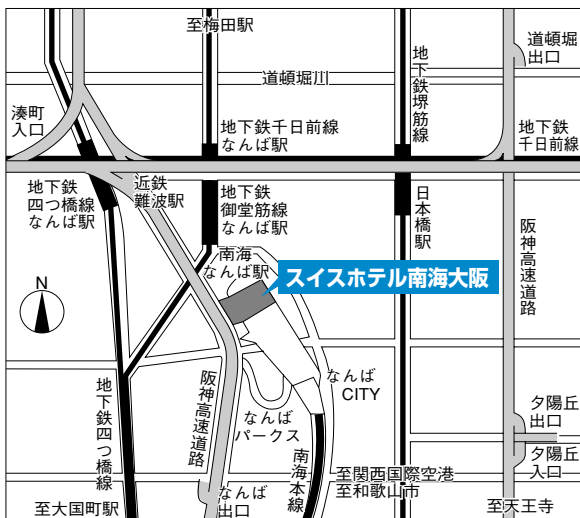 至梅田駅
道頓堀
出口
地下鉄堺筋線
道頓堀川
湊町
入口
地下鉄千日前線
なんば駅
地下鉄
千日前線
地下鉄
四つ橋線
なんば駅
近鉄
難波駅
地下鉄
御堂筋線
なんば駅
日本橋駅
阪神高速道路
南海
なんば駅
スイスホテル南海大阪
N
なんば
CITY
阪神高速道路
地下鉄四つ橋線
なんば
パークス
夕陽丘
出口
南海本線
夕陽丘
入口
至関西国際空港
至和歌山市
なんば
出口
至大国町駅
至天王寺